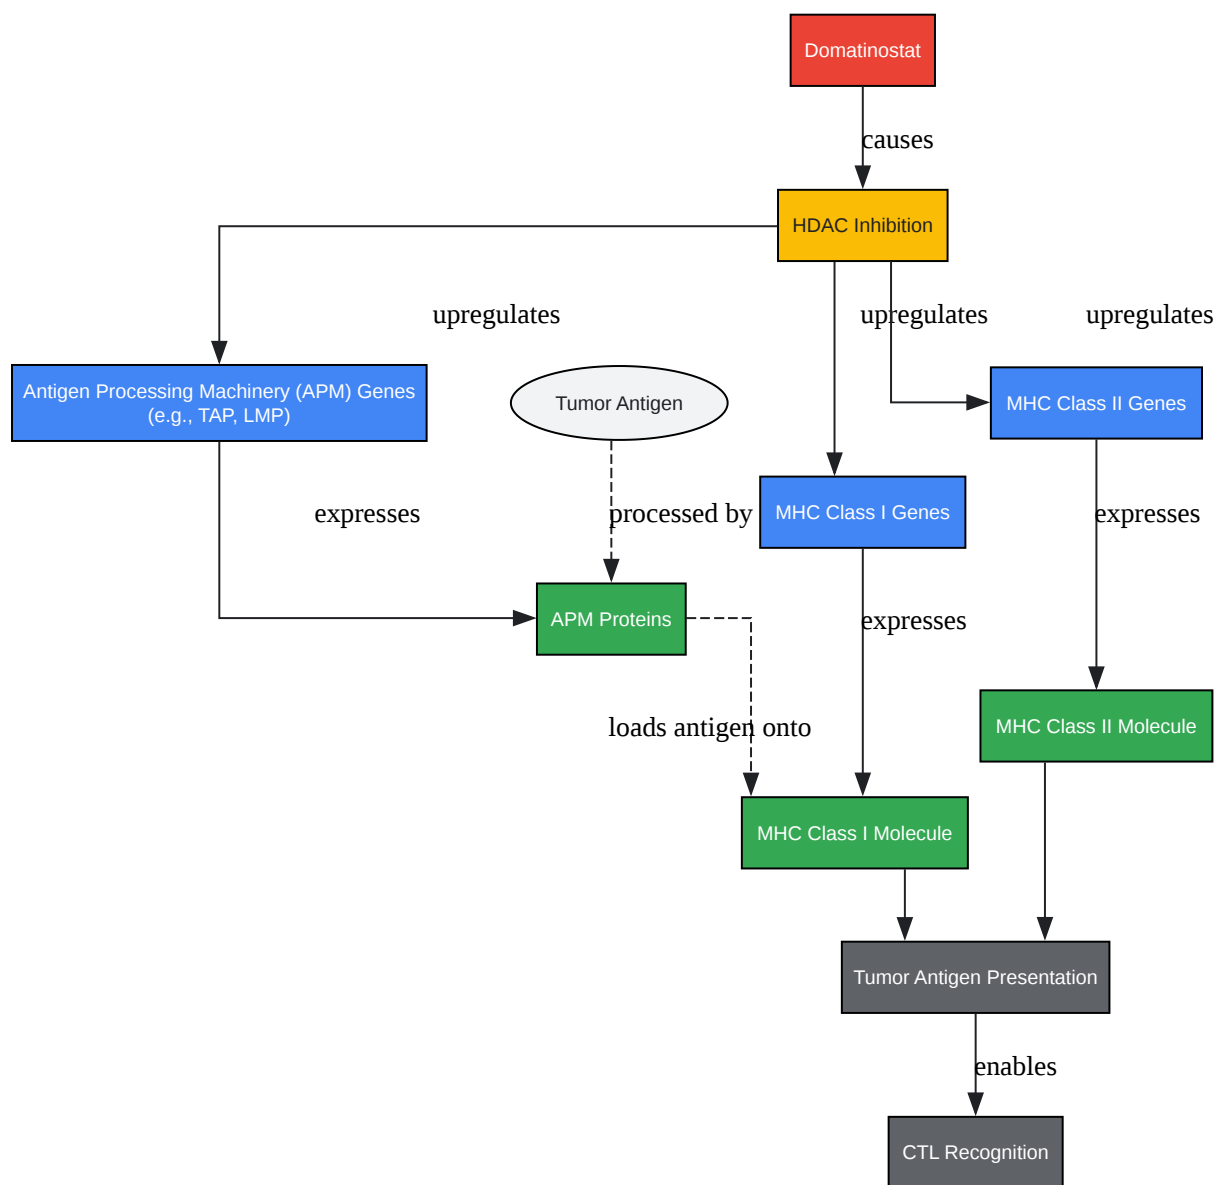 Domatinostat
causes
HDAC Inhibition
upregulates
upregulates
upregulates
Antigen Processing Machinery (APM) Genes
(e.g., TAP, LMP)
Tumor Antigen
MHC Class II Genes
expresses
processed by
MHC Class I Genes
expresses
APM Proteins
expresses
loads antigen onto
MHC Class II Molecule
MHC Class I Molecule
Tumor Antigen Presentation
enables
CTL Recognition